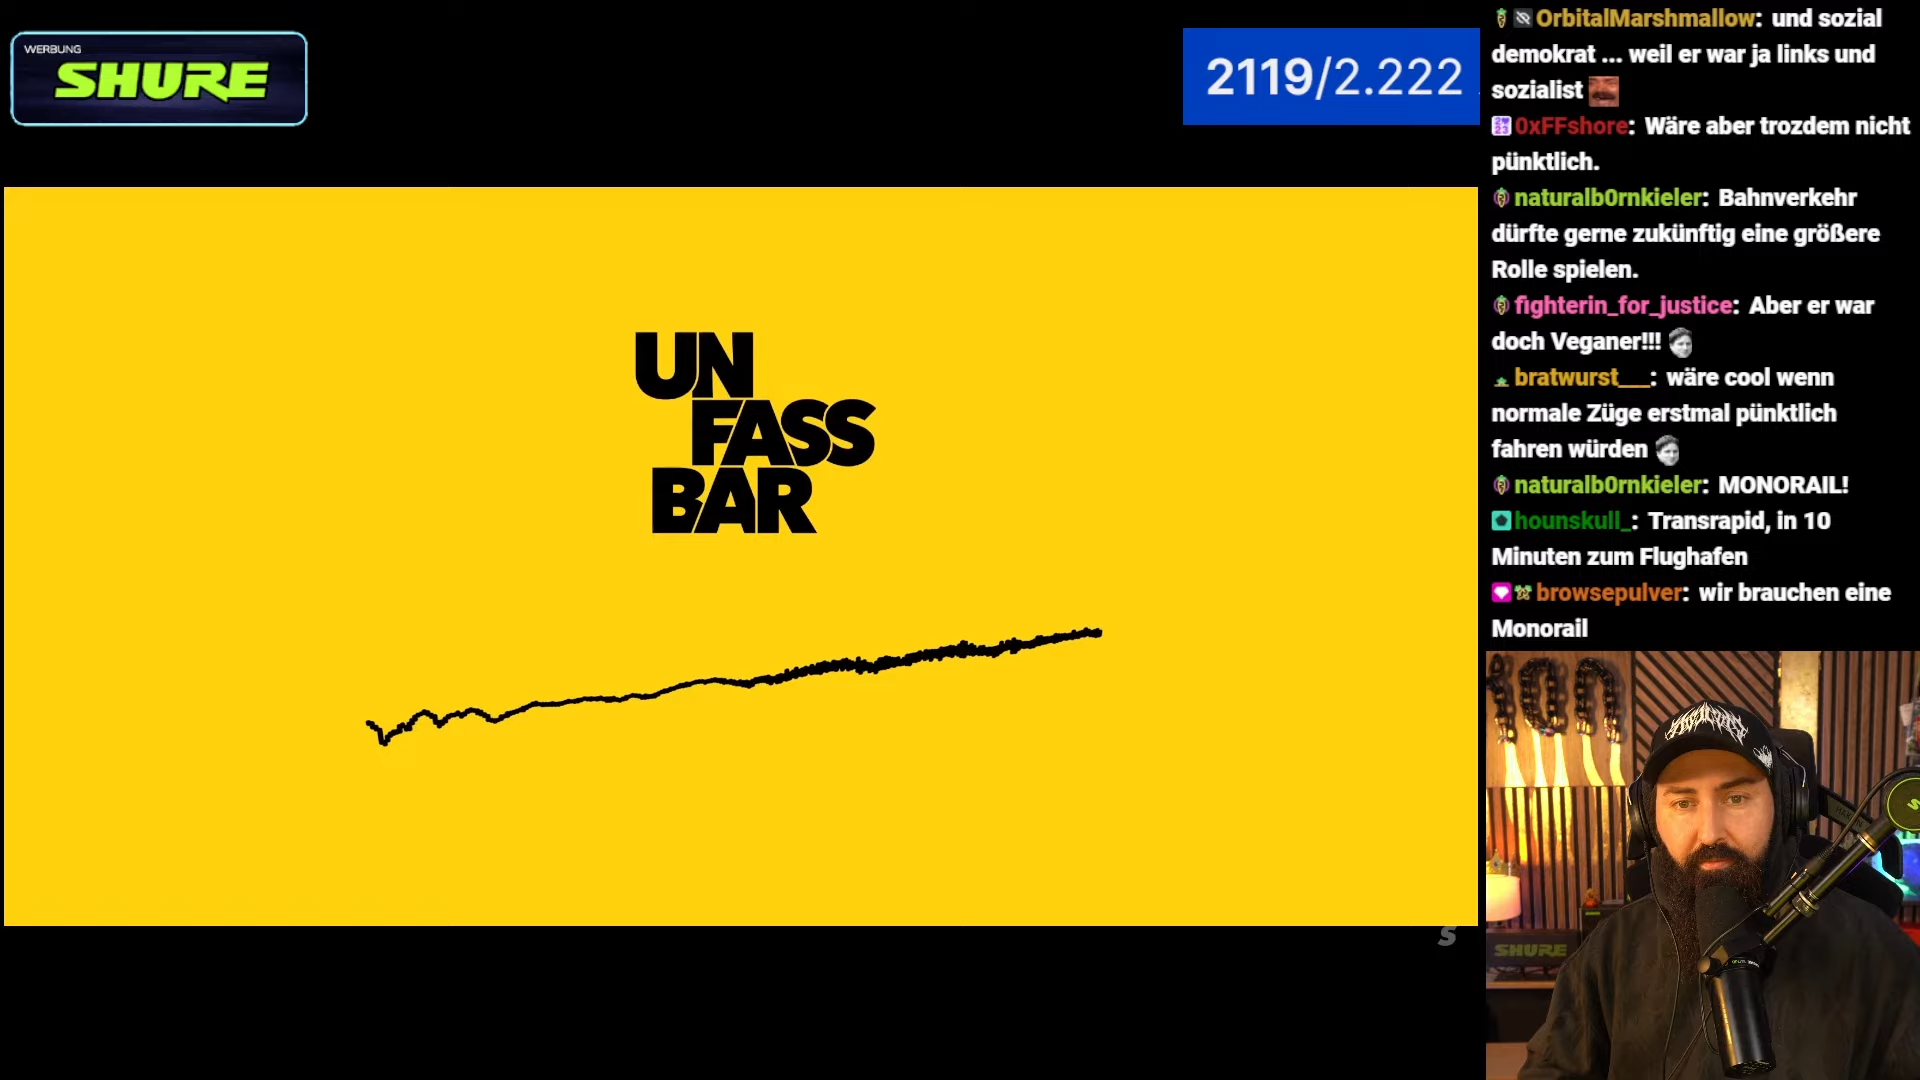 WERBUNG
SHURE
2119/2.222
UN
FASS
BAR
OrbitalMarshmallow: und sozial
demokrat ... weil er war ja links und
sozialist
0xFFshore: Wäre aber trozdem nicht
pünktlich.
naturalb0rnkieler: Bahnverkehr
dürfte gerne zukünftig eine größere
Rolle spielen.
fighterin_for_justice: Aber er war
doch Veganer!!!
bratwurst___: wäre cool wenn
normale Züge erstmal pünktlich
fahren würden
naturalb0rnkieler: MONORAIL!
hounskull_: Transrapid, in 10
Minuten zum Flughafen
browsepulver: wir brauchen eine
Monorail
SHURE